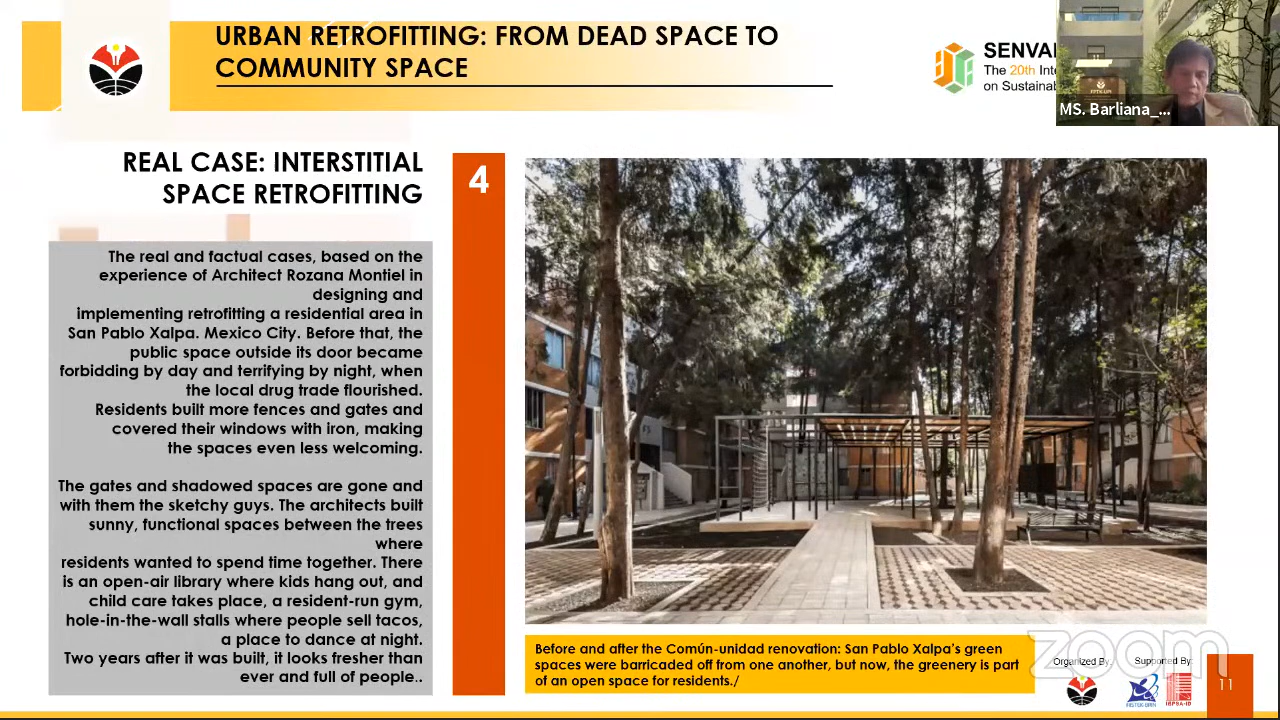 URBAN RETROFITTING: FROM DEAD SPACE TO
COMMUNITY SPACE
SENVAR
The 20th Inte
on Sustainab
MS. Barliana_...
REAL CASE: INTERSTITIAL
SPACE RETROFITTING
4
The real and factual cases, based on the
experience of Architect Rozana Montiel in
designing and
implementing retrofitting a residential area in
San Pablo Xalpa. Mexico City. Before that, the
public space outside its door became
forbidding by day and terrifying by night, when
the local drug trade flourished.
Residents built more fences and gates and
covered their windows with iron, making
the spaces even less welcoming.
The gates and shadowed spaces are gone and
with them the sketchy guys. The architects built
sunny, functional spaces between the trees
where
residents wanted to spend time together. There
is an open-air library where kids hang out, and
child care takes place, a resident-run gym,
hole-in-the-wall stalls where people sell tacos,
a place to dance at night.
Two years after it was built, it looks fresher than
ever and full of people..
Before and after the Común-unidad renovation: San Pablo Xalpa's green
spaces were barricaded off from one another, but now, the greenery is part
of an open space for residents./
Organized By:
Supported By:
IBPSA-ID
zoom
11